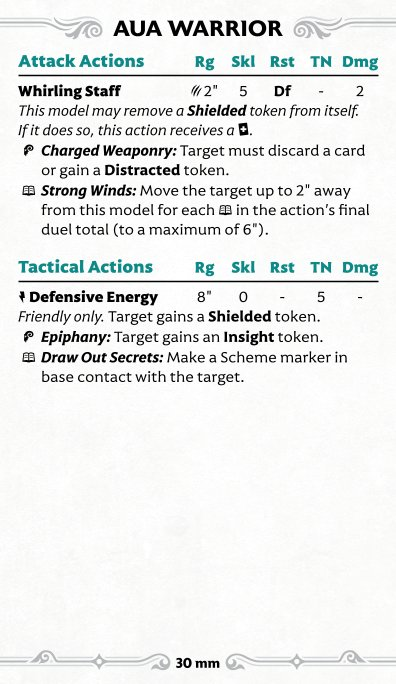 AUA WARRIOR
Attack Actions Rg Skl Rst TN Dmg
Whirling Staff 2" 5 Df - 2
This model may remove a Shielded token from itself.
If it does so, this action receives a .
Charged Weaponry: Target must discard a card
or gain a Distracted token.
Strong Winds: Move the target up to 2" away
from this model for each in the action's final
duel total (to a maximum of 6").
Tactical Actions Rg Skl Rst TN Dmg
Defensive Energy 8" 0 - 5 -
Friendly only. Target gains a Shielded token.
Epiphany: Target gains an Insight token.
Draw Out Secrets: Make a Scheme marker in
base contact with the target.
30 mm